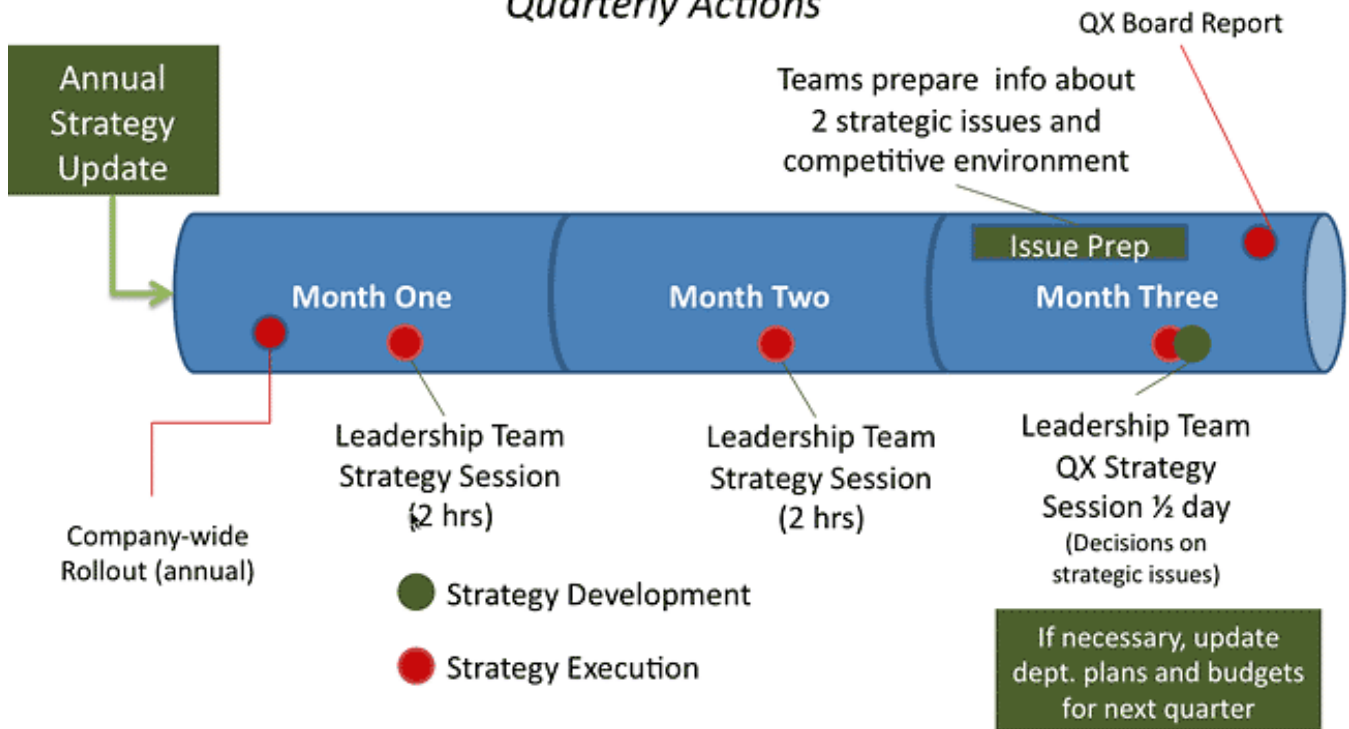 Quarterly Actions
QX Board Report
Annual
Strategy
Update
Teams prepare info about
2 strategic issues and
competitive environment
Issue Prep
Month One
Month Two
Month Three
Leadership Team
Strategy Session
(2 hrs)
Leadership Team
Strategy Session
(2 hrs)
Leadership Team
QX Strategy
Session ½ day
(Decisions on
strategic issues)
Company-wide
Rollout (annual)
Strategy Development
Strategy Execution
If necessary, update
dept. plans and budgets
for next quarter